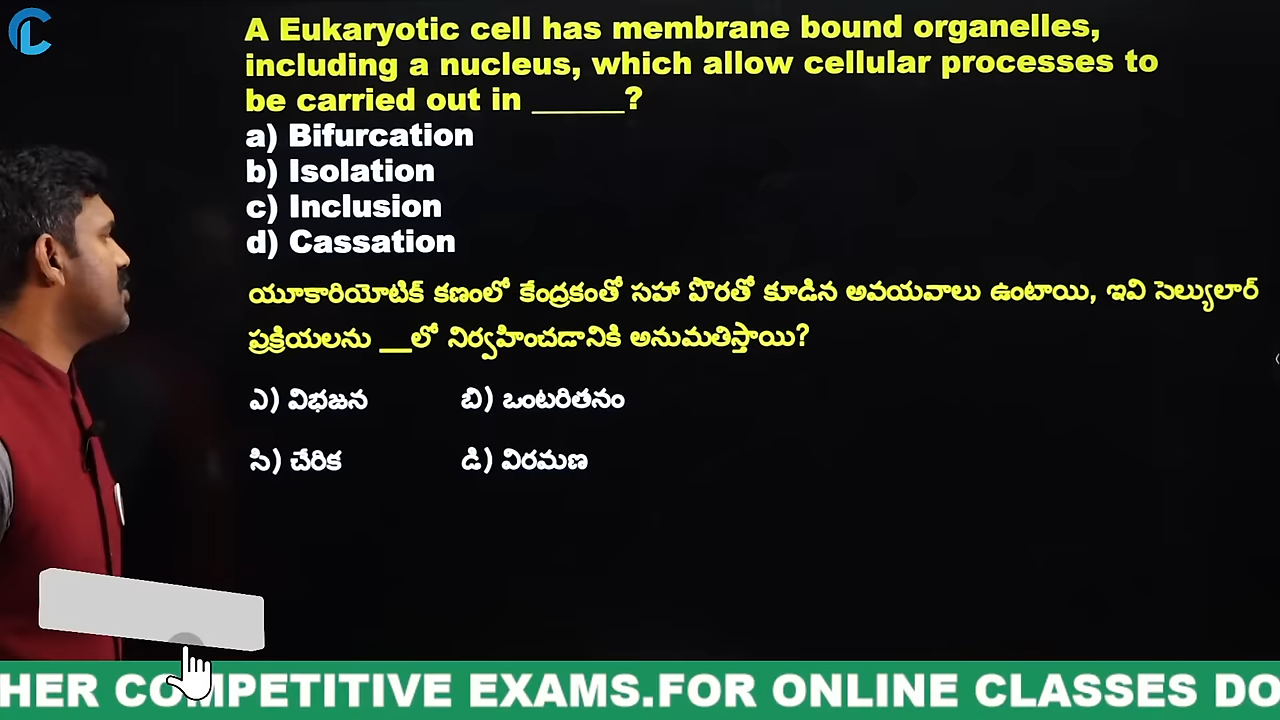 A Eukaryotic cell has membrane bound organelles,
including a nucleus, which allow cellular processes to
be carried out in ______?
a) Bifurcation
b) Isolation
c) Inclusion
d) Cassation
యూకారియోటిక్ కణంలో కేంద్రకంతో సహా పొరతో కూడిన అవయవాలు ఉంటాయి, ఇవి సెల్యులార్
ప్రక్రియలను __లో నిర్వహించడానికి అనుమతిస్తాయి?
ఎ) విభజన బి) ఒంటరితనం
సి) చేరిక డి) విరమణ
HER COMPETITIVE EXAMS.FOR ONLINE CLASSES DO